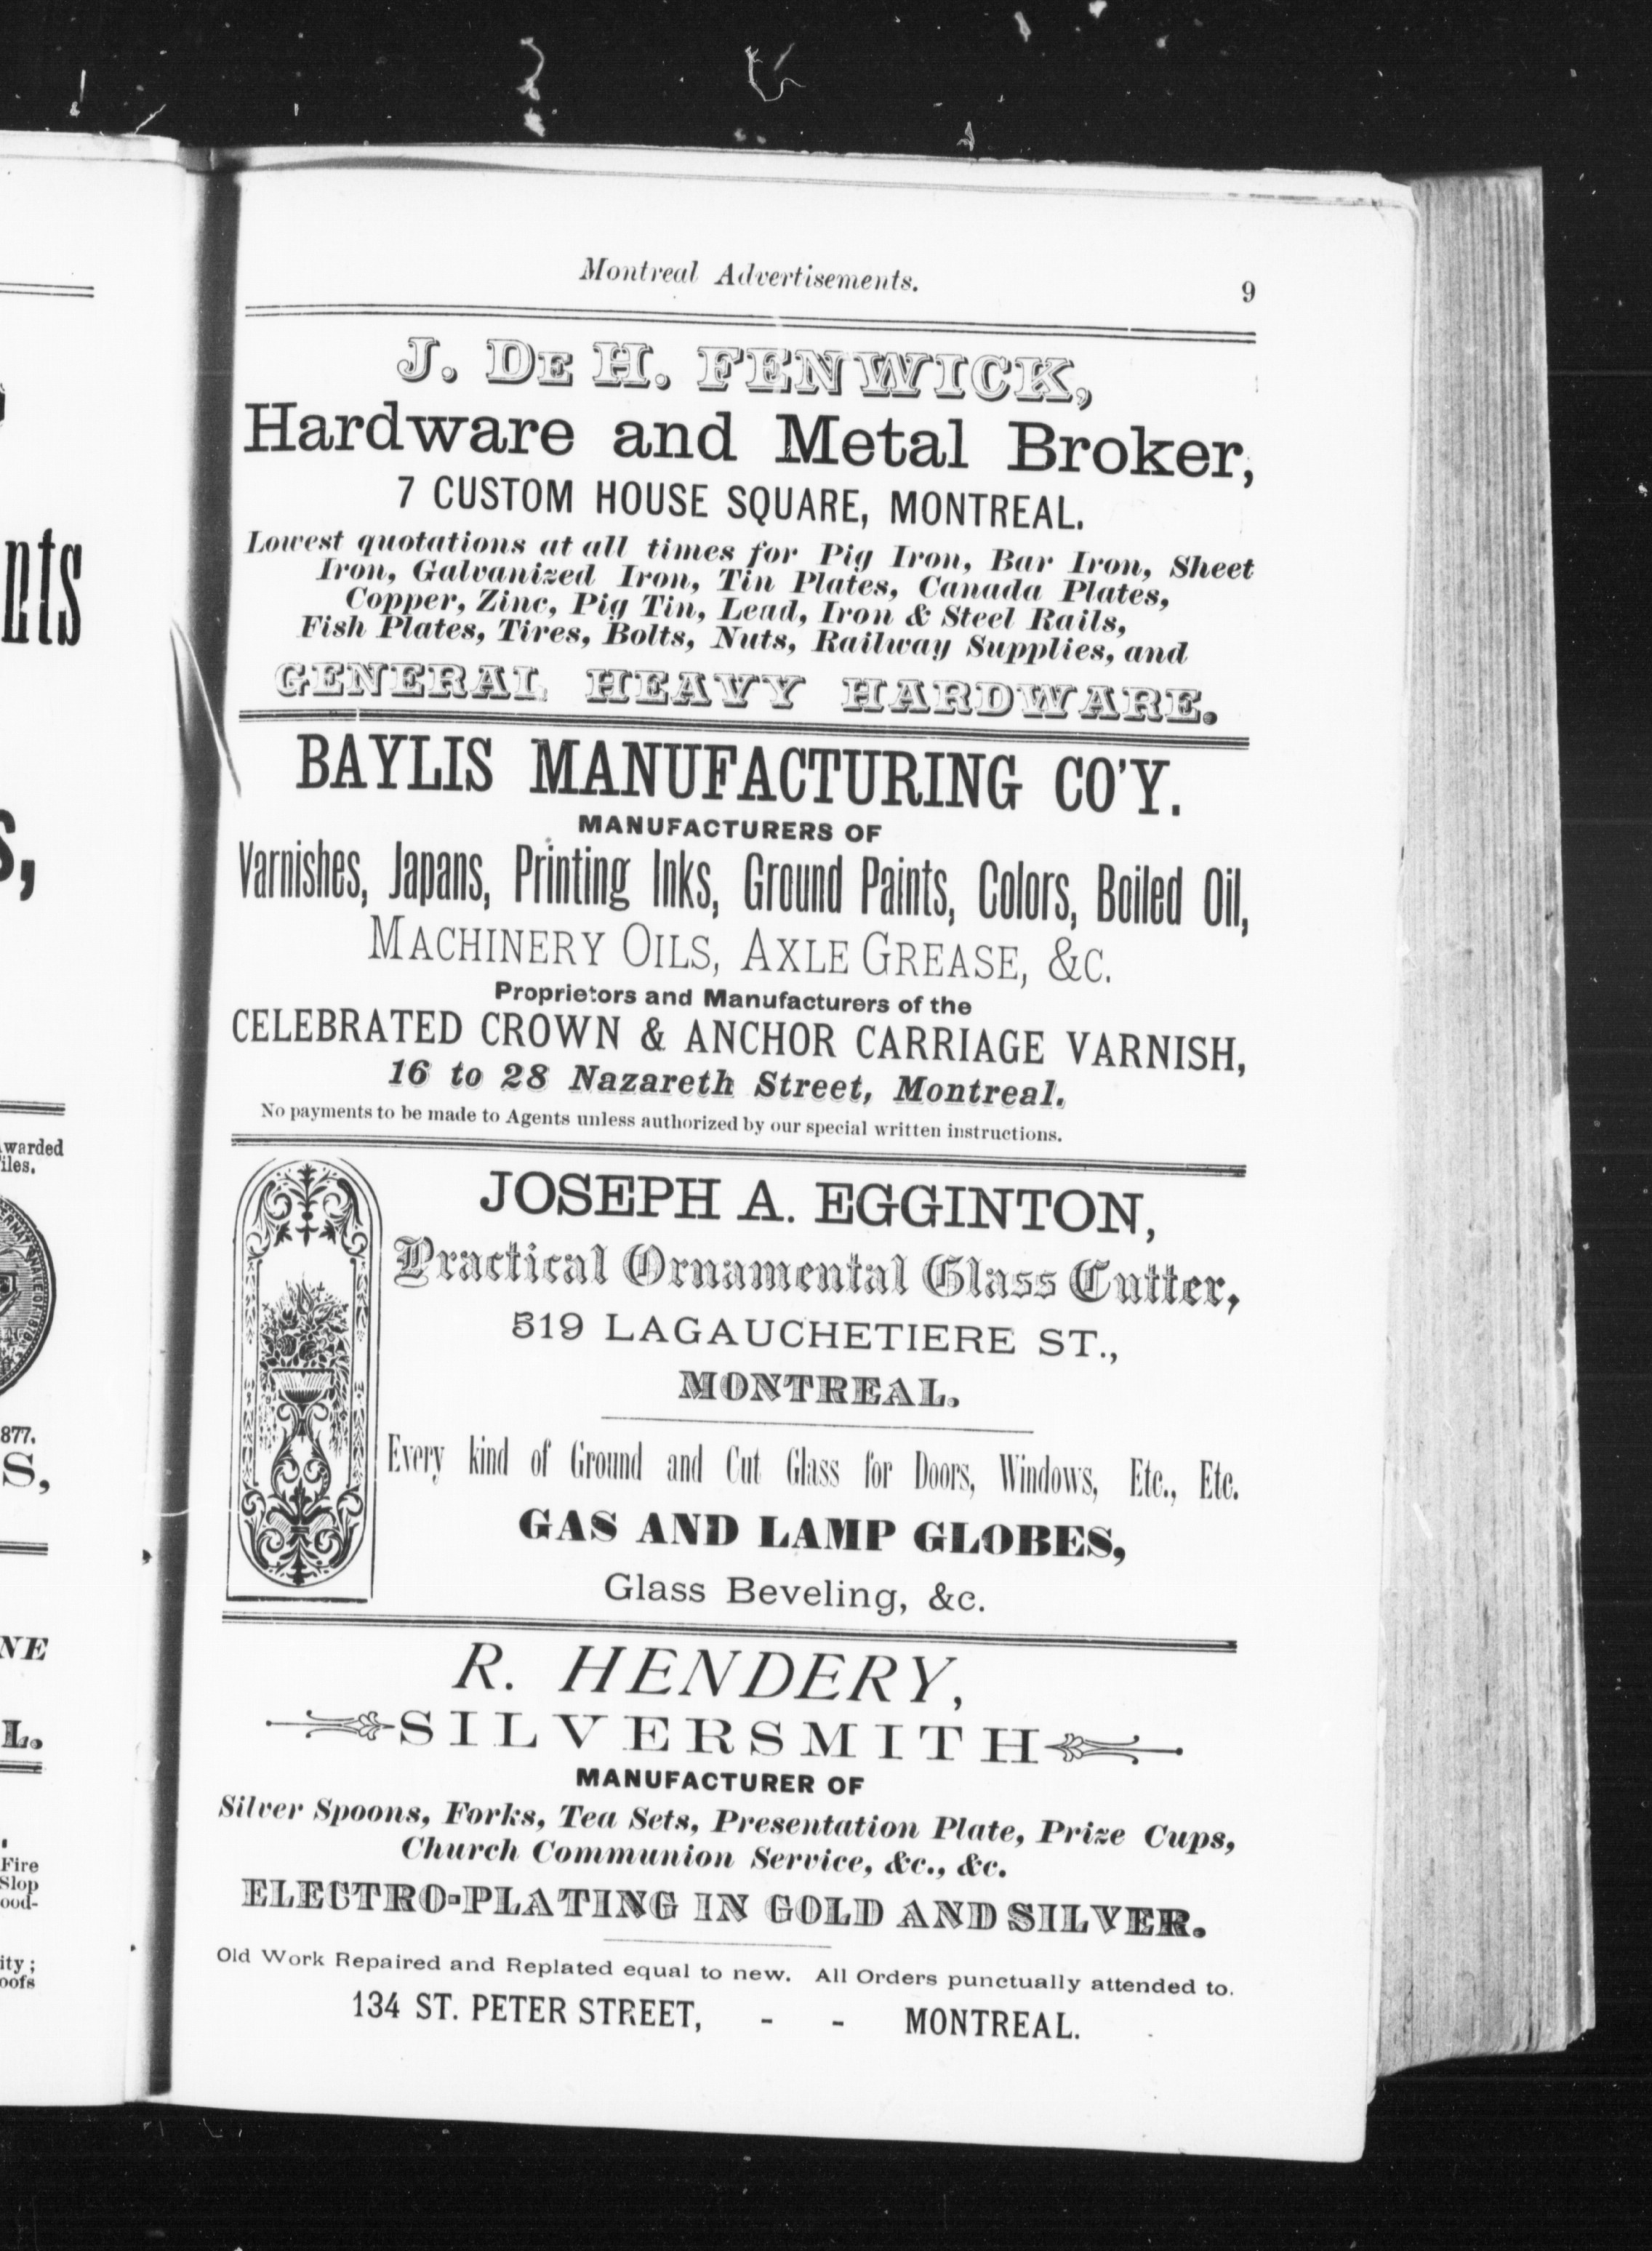 Montreal Advertisements.
9
J. DE H. FENWICK,
Hardware and Metal Broker,
7 CUSTOM HOUSE SQUARE, MONTREAL.
Lowest quotations at all times for Pig Iron, Bar Iron, Sheet
Iron, Galvanized Iron, Tin Plates, Canada Plates,
Copper, Zinc, Pig Tin, Lead, Iron & Steel Rails,
Fish Plates, Tires, Bolts, Nuts, Railway Supplies, and
GENERAL HEAVY HARDWARE.
BAYLIS MANUFACTURING CO'Y.
MANUFACTURERS OF
Varnishes, Japans, Printing Inks, Ground Paints, Colors, Boiled Oil,
MACHINERY OILS, AXLE GREASE, &C.
Proprietors and Manufacturers of the
CELEBRATED CROWN & ANCHOR CARRIAGE VARNISH,
16 to 28 Nazareth Street, Montreal.
No payments to be made to Agents unless authorized by our special written instructions.
JOSEPH A. EGGINTON,
Practical Ornamental Glass Cutter,
519 LAGAUCHETIERE ST.,
MONTREAL.
Every kind of Ground and Cut Glass for Doors, Windows, Etc., Etc.
GAS AND LAMP GLOBES,
Glass Beveling, &c.
R. HENDERY,
SILVERSMITH
MANUFACTURER OF
Silver Spoons, Forks, Tea Sets, Presentation Plate, Prize Cups,
Church Communion Service, &c., &c.
ELECTRO-PLATING IN GOLD AND SILVER.
Old Work Repaired and Replated equal to new. All Orders punctually attended to.
134 ST. PETER STREET, - - MONTREAL.